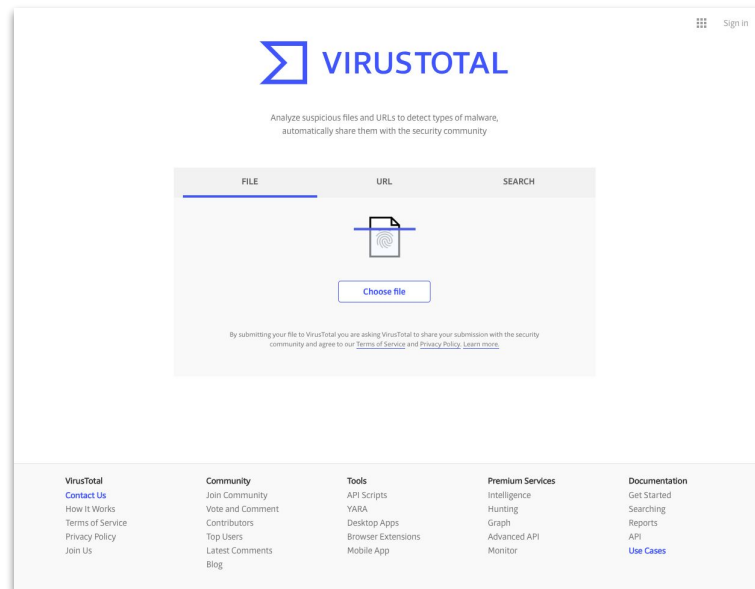 Sign in
VIRUSTOTAL
Analyze suspicious files and URLs to detect types of malware,
automatically share them with the security community
FILE
URL
SEARCH
Choose file
By submitting your file to VirusTotal you are asking VirusTotal to share your submission with the security
community and agree to our Terms of Service and Privacy Policy. Learn more.
VirusTotal
Contact Us
How It Works
Terms of Service
Privacy Policy
Join Us
Community
Join Community
Vote and Comment
Contributors
Top Users
Latest Comments
Blog
Tools
API Scripts
YARA
Desktop Apps
Browser Extensions
Mobile App
Premium Services
Intelligence
Hunting
Graph
Advanced API
Monitor
Documentation
Get Started
Searching
Reports
API
Use Cases